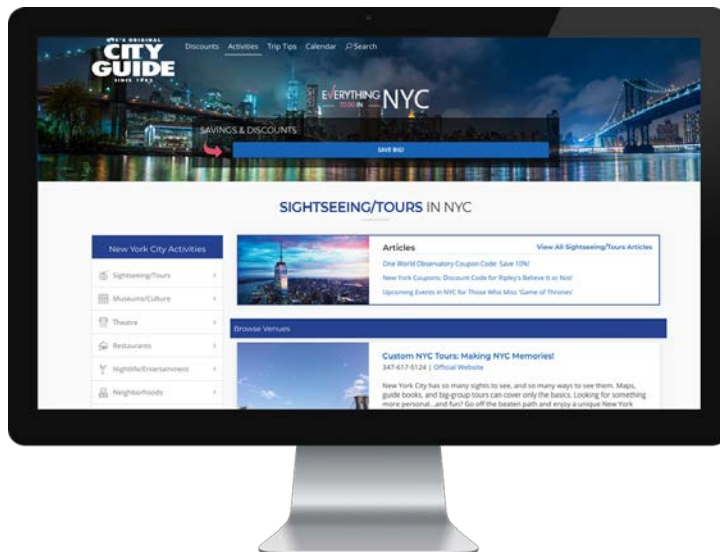 NYC'S ORIGINAL
CITY
GUIDE
SINCE 1982
Discounts Activities Trip Tips Calendar Search
EVERYTHING
TO DO IN
NYC
SAVINGS & DISCOUNTS
SAVE BIG!
SIGHTSEEING/TOURS IN NYC
New York City Activities
Sightseeing/Tours
Museums/Culture
Theatre
Restaurants
Nightlife/Entertainment
Neighborhoods
Articles
View All Sightseeing/Tours Articles
One World Observatory Coupon Code: Save 10%!
New York Coupons: Discount Code for Ripley's Believe It or Not!
Upcoming Events in NYC for Those Who Miss 'Game of Thrones'
Browse Venues
Custom NYC Tours: Making NYC Memories!
347-617-5124 | Official Website
New York City has so many sights to see, and so many ways to see them. Maps,
guide books, and big-group tours can cover only the basics. Looking for something
more personal...and fun? Go off the beaten path and enjoy a unique New York